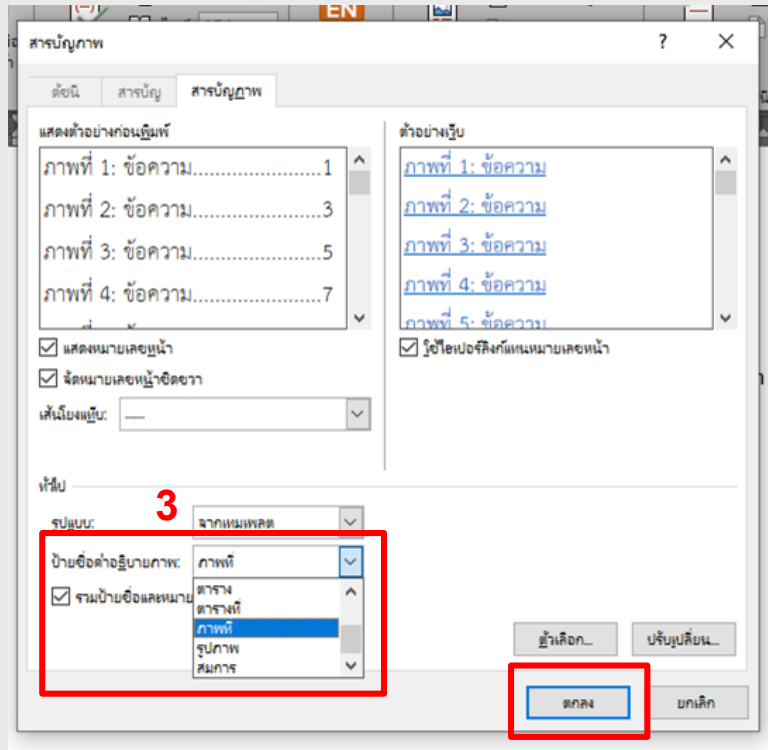 EN
สารบัญภาพ
?
ดัชนี
สารบัญ
สารบัญภาพ
แสดงตัวอย่างก่อนพิมพ์
ภาพที่ 1: ข้อความ........................1
ภาพที่ 2: ข้อความ........................3
ภาพที่ 3: ข้อความ........................5
ภาพที่ 4: ข้อความ........................7
ตัวอย่างเว็บ
ภาพที่ 1: ข้อความ
ภาพที่ 2: ข้อความ
ภาพที่ 3: ข้อความ
ภาพที่ 4: ข้อความ
ภาพที่ 5: ข้อความ
แสดงหมายเลขหน้า
จัดหมายเลขหน้าชิดขวา
เส้นโยงแท็บ: ......
ใช้ไฮเปอร์ลิงก์แทนหมายเลขหน้า
ทั่วไป
3
รูปแบบ: จากเทมเพลต
ป้ายชื่อคำอธิบายภาพ: ภาพที่
รวมป้ายชื่อและหมาย
ตาราง
ตารางที่
ภาพที่
รูปภาพ
สมการ
ตัวเลือก...
ปรับเปลี่ยน...
ตกลง
ยกเลิก